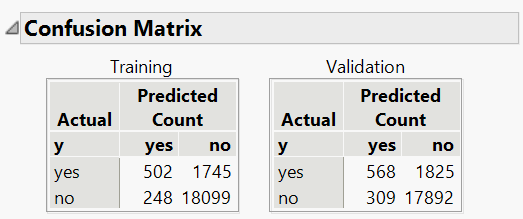 Confusion Matrix
Training
Predicted
Actual Count
y yes no
yes 502 1745
no 248 18099
Validation
Predicted
Actual Count
y yes no
yes 568 1825
no 309 17892